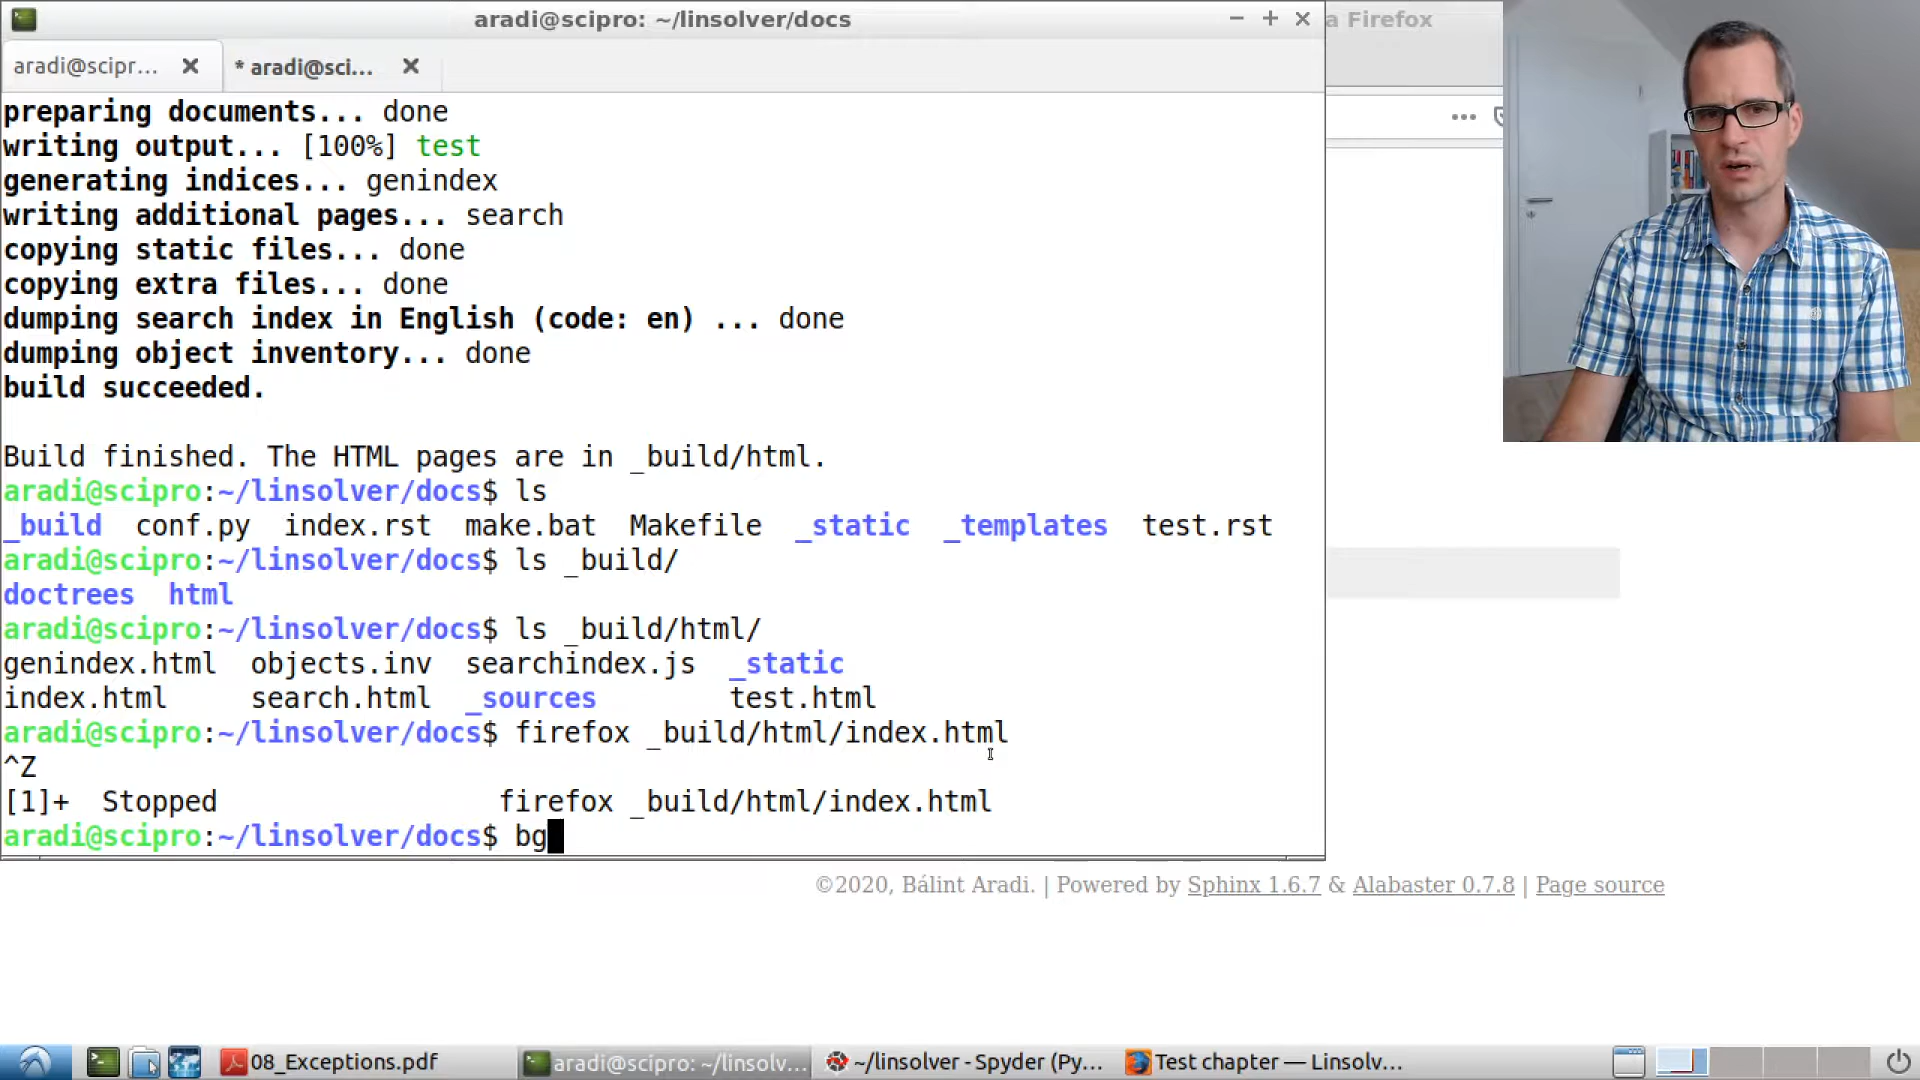 aradi@scipro: ~/linsolver/docs
a Firefox
aradi@scipr...
* aradi@sci...
preparing documents... done
writing output... [100%] test
generating indices... genindex
writing additional pages... search
copying static files... done
copying extra files... done
dumping search index in English (code: en) ... done
dumping object inventory... done
build succeeded.
Build finished. The HTML pages are in _build/html.
aradi@scipro:~/linsolver/docs$ ls
_build conf.py index.rst make.bat Makefile _static _templates test.rst
aradi@scipro:~/linsolver/docs$ ls _build/
doctrees html
aradi@scipro:~/linsolver/docs$ ls _build/html/
genindex.html objects.inv searchindex.js _static
index.html search.html _sources test.html
aradi@scipro:~/linsolver/docs$ firefox _build/html/index.html
^Z
[1]+ Stopped firefox _build/html/index.html
aradi@scipro:~/linsolver/docs$ bg
©2020, Bálint Aradi. | Powered by Sphinx 1.6.7 & Alabaster 0.7.8 | Page source
08_Exceptions.pdf
aradi@scipro: ~/linsolv...
~/linsolver - Spyder (Py...
Test chapter — Linsolv...